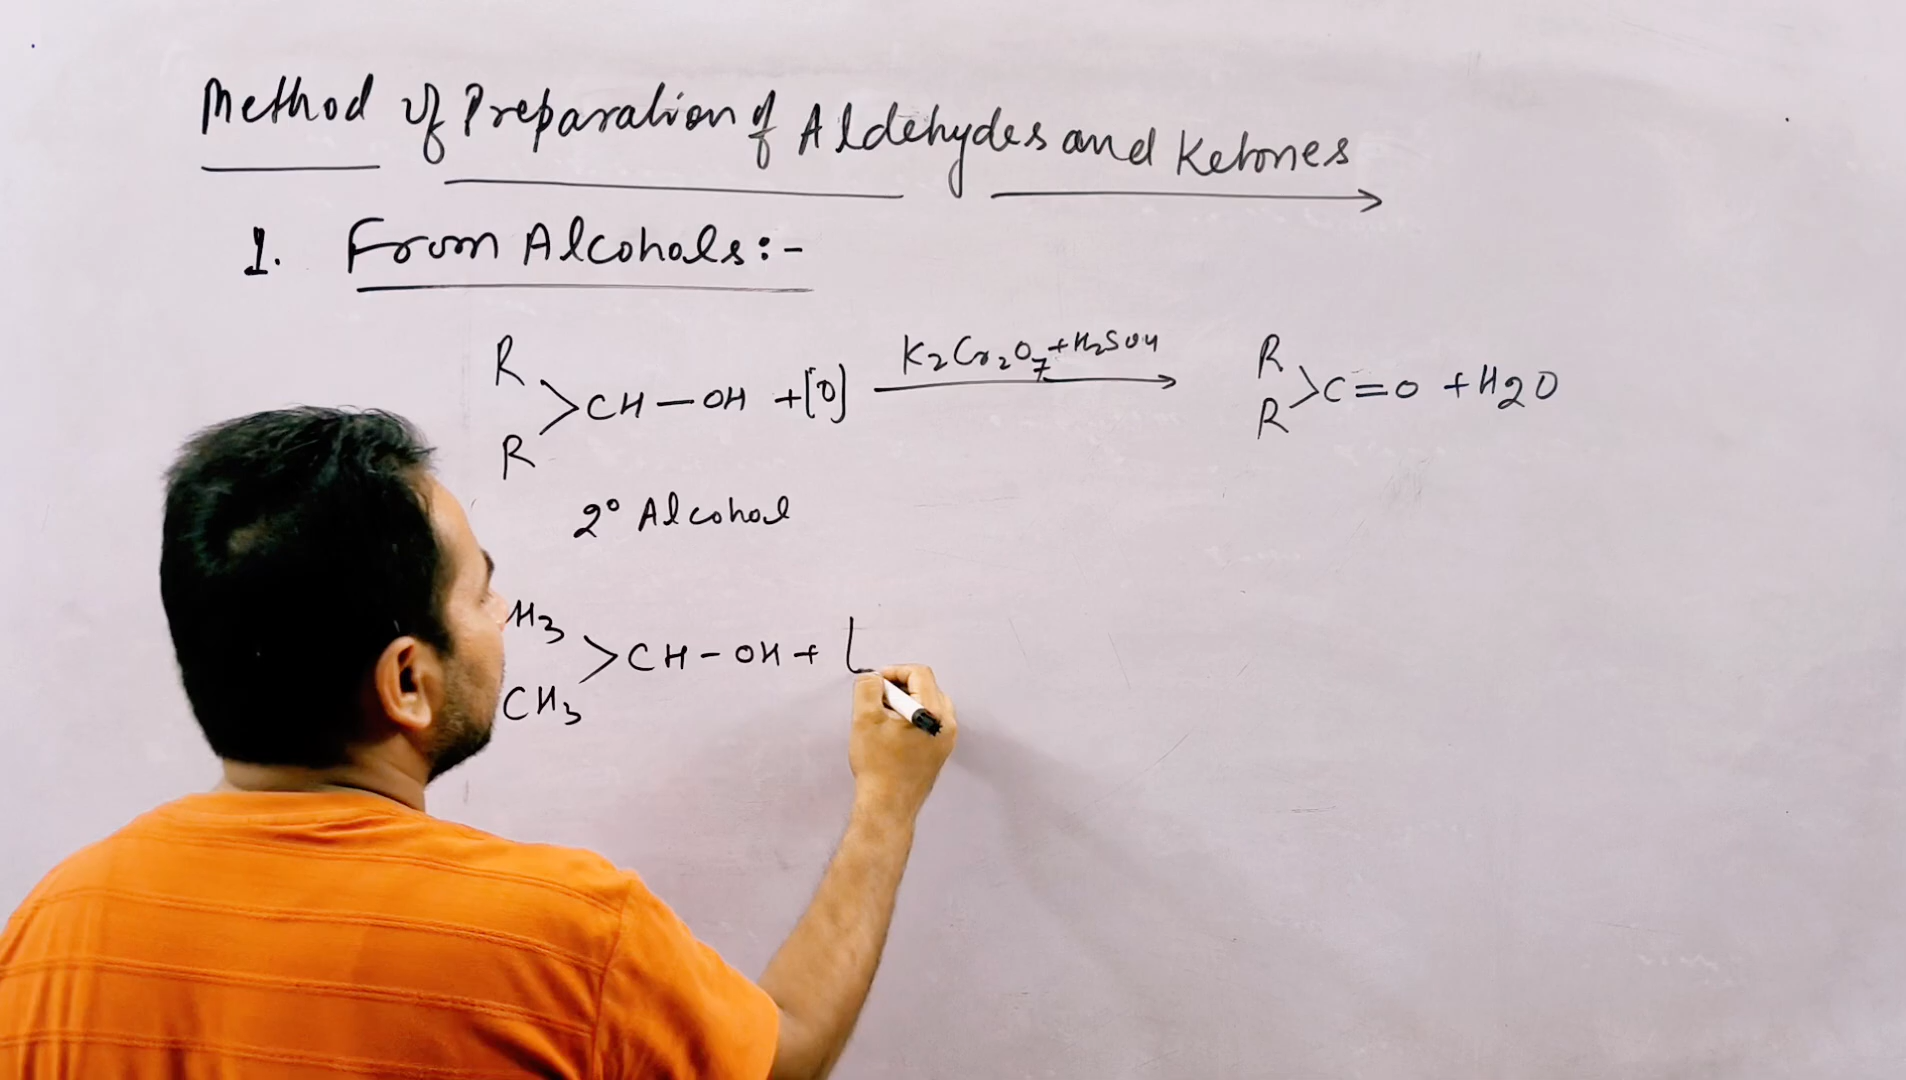 Method of Preparation of Aldehydes and Ketones
1. From Alcohols:-
R
R
>CH-OH +[O] K2Cr2O7+H2SO4 → R
R
>C=O +H2O
2° Alcohol
H3
CH3
>CH-OH+ [